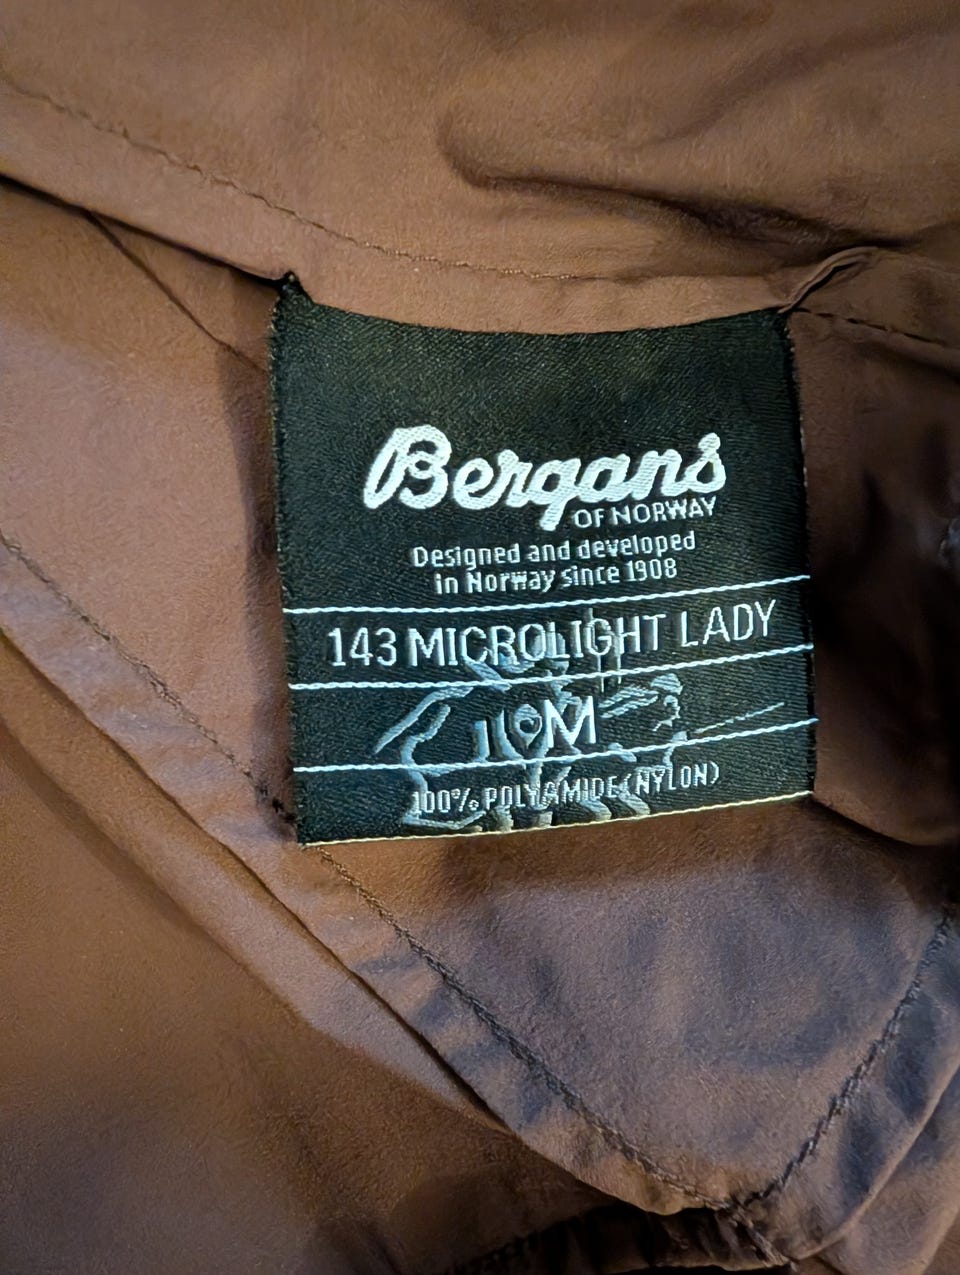 Bergans
OF NORWAY
Designed and developed
in Norway since 1908
143 MICROLIGHT LADY
M
100% POLYAMIDE (NYLON)